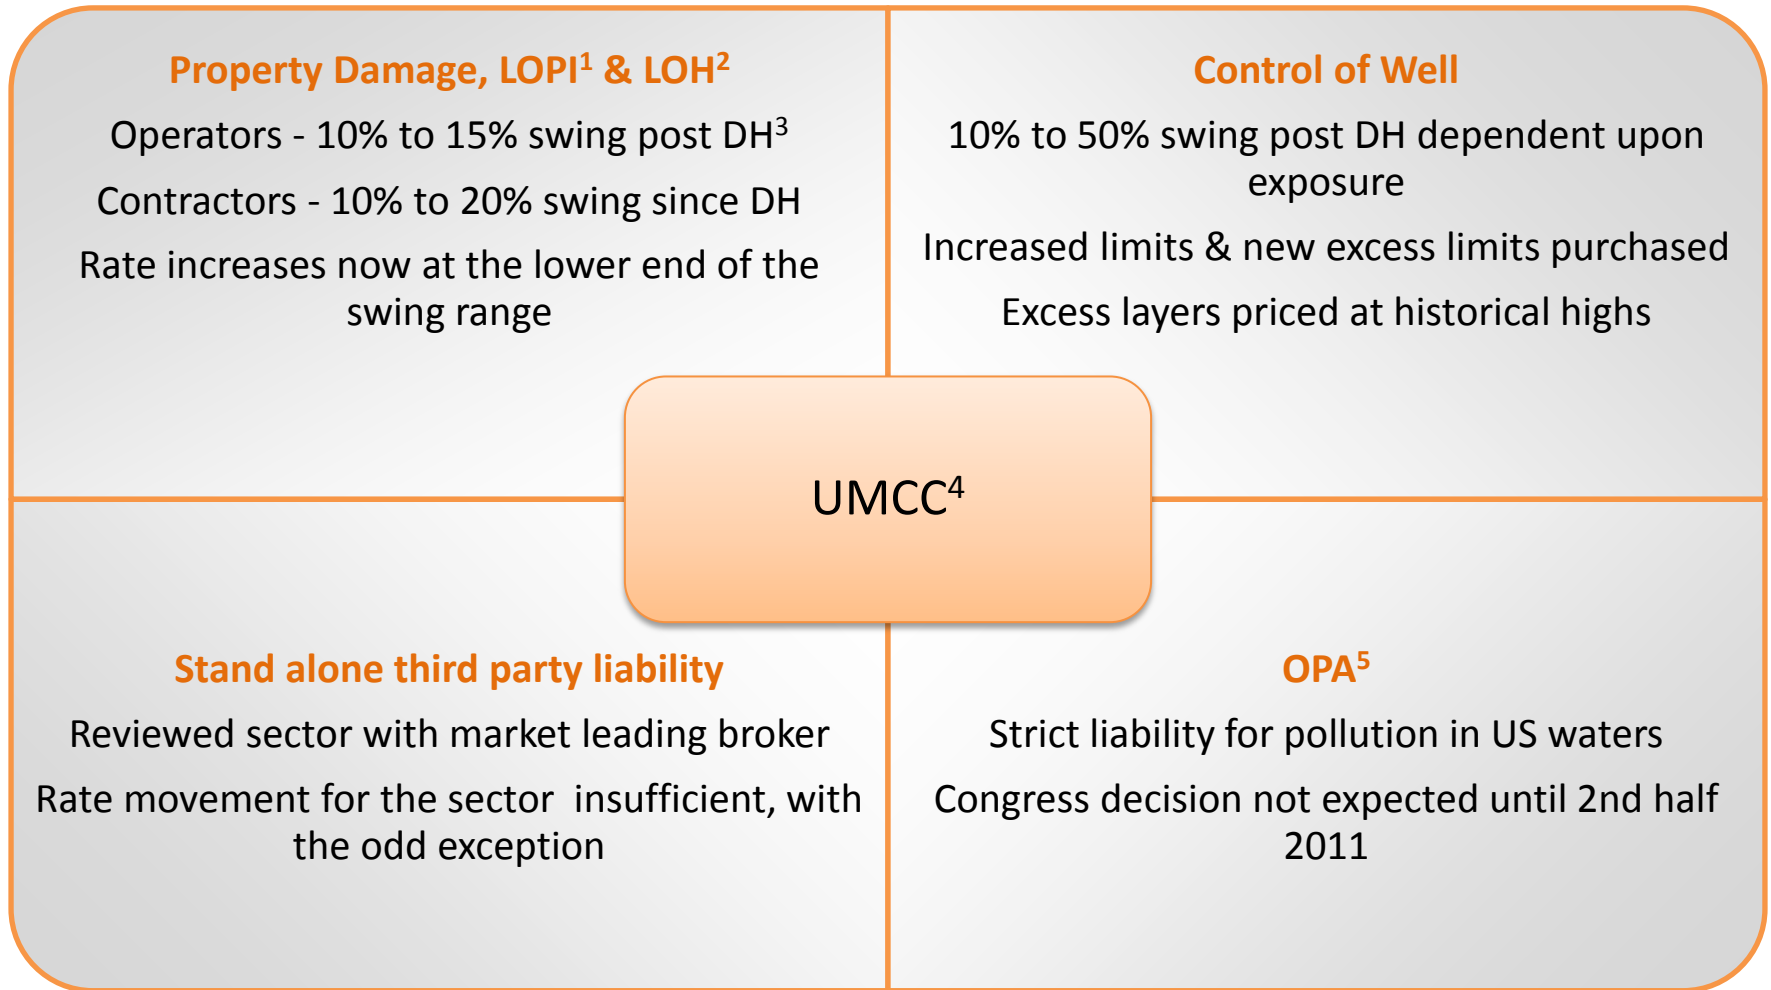 Property Damage, LOPI¹ & LOH²
Operators - 10% to 15% swing post DH³
Contractors - 10% to 20% swing since DH
Rate increases now at the lower end of the
swing range
Control of Well
10% to 50% swing post DH dependent upon
exposure
Increased limits & new excess limits purchased
Excess layers priced at historical highs
UMCC⁴
Stand alone third party liability
Reviewed sector with market leading broker
Rate movement for the sector  insufficient, with
the odd exception
OPA⁵
Strict liability for pollution in US waters
Congress decision not expected until 2nd half
2011